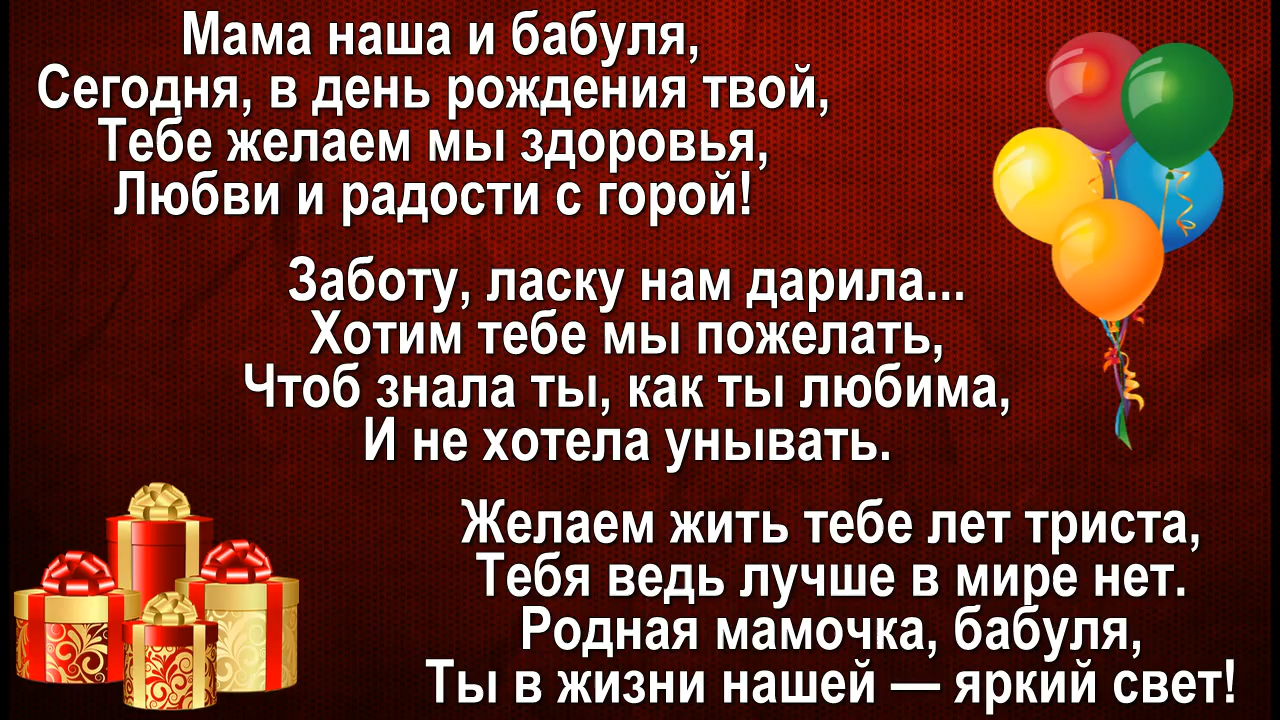 Мама наша и бабуля,
Сегодня, в день рождения твой,
Тебе желаем мы здоровья,
Любви и радости с горой!
Заботу, ласку нам дарила...
Хотим тебе мы пожелать,
Чтоб знала ты, как ты любима,
И не хотела унывать.
Желаем жить тебе лет триста,
Тебя ведь лучше в мире нет.
Родная мамочка, бабуля,
Ты в жизни нашей — яркий свет!